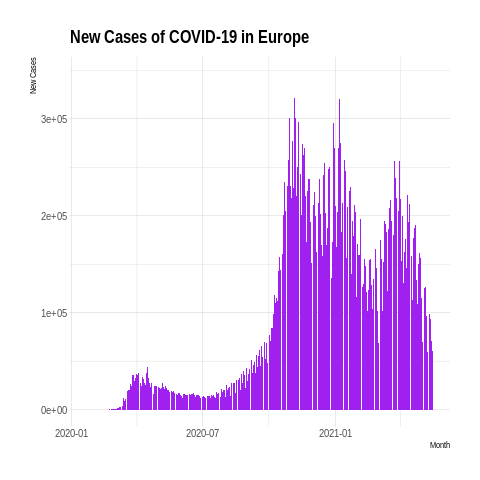 New Cases of COVID-19 in Europe
New Cases
3e+05
2e+05
1e+05
0e+00
2020-01 2020-07 2021-01
Month